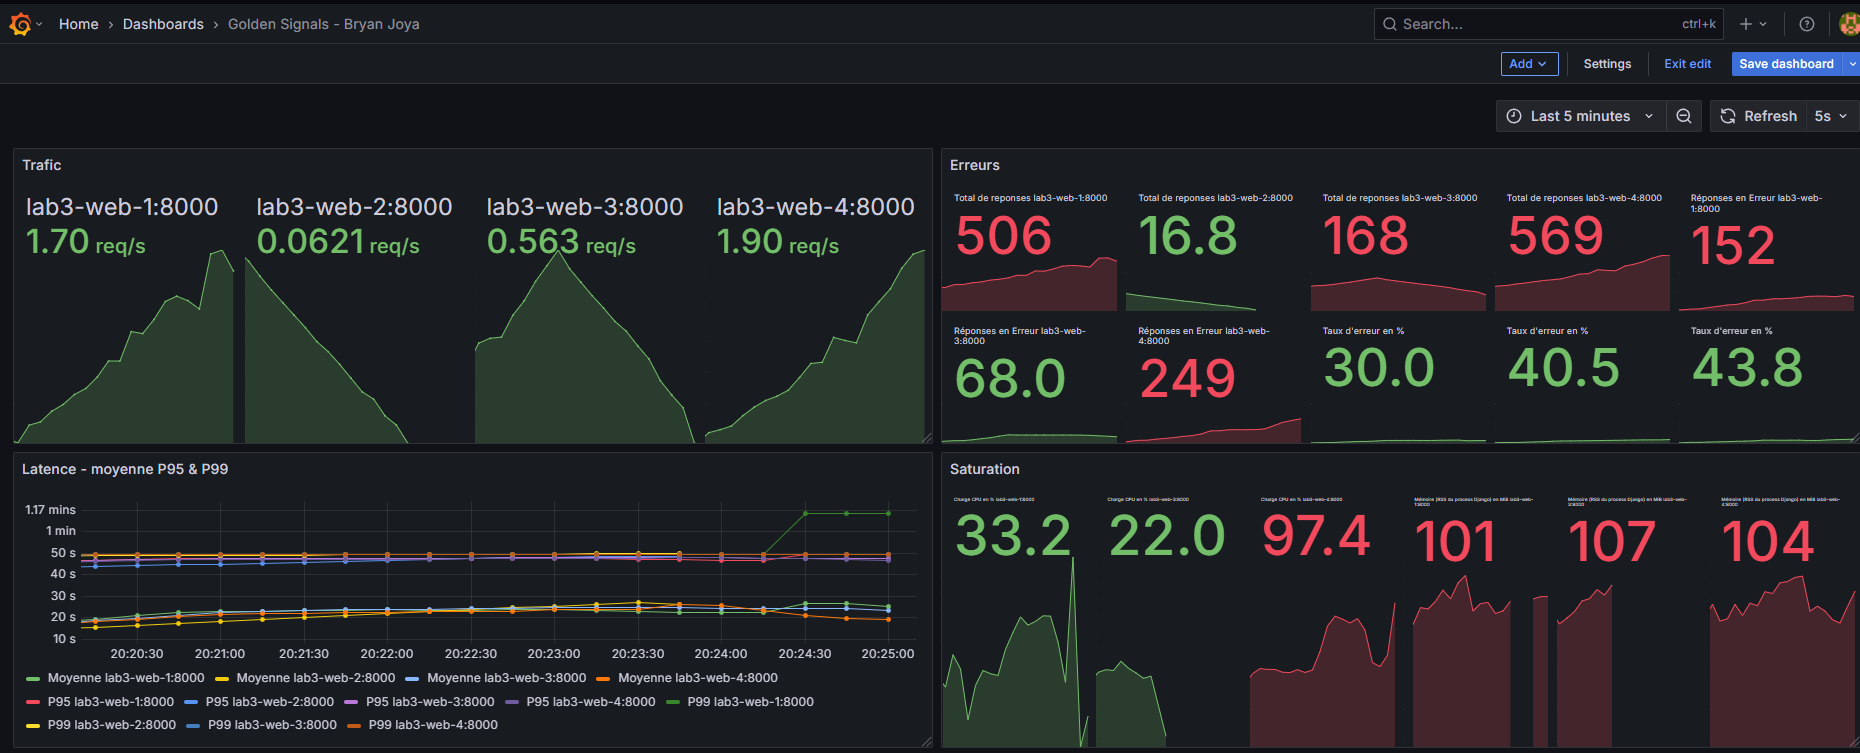 Home › Dashboards › Golden Signals - Bryan Joya
Search... ctrl+k
Add Settings Exit edit Save dashboard
Last 5 minutes Refresh 5s
Trafic
lab3-web-1:8000 lab3-web-2:8000 lab3-web-3:8000 lab3-web-4:8000
1.70 req/s 0.0621 req/s 0.563 req/s 1.90 req/s
Erreurs
Total de reponses lab3-web-1:8000
506
Total de reponses lab3-web-2:8000
16.8
Total de reponses lab3-web-3:8000
168
Total de reponses lab3-web-4:8000
569
Réponses en Erreur lab3-web-
1:8000
152
Réponses en Erreur lab3-web-
3:8000
68.0
Réponses en Erreur lab3-web-
4:8000
249
Taux d'erreur en %
30.0
Taux d'erreur en %
40.5
Taux d'erreur en %
43.8
Latence - moyenne P95 & P99
1.17 mins
1 min
50 s
40 s
30 s
20 s
10 s
20:20:30 20:21:00 20:21:30 20:22:00 20:22:30 20:23:00 20:23:30 20:24:00 20:24:30 20:25:00
Moyenne lab3-web-1:8000 Moyenne lab3-web-2:8000 Moyenne lab3-web-3:8000 Moyenne lab3-web-4:8000
P95 lab3-web-1:8000 P95 lab3-web-2:8000 P95 lab3-web-3:8000 P95 lab3-web-4:8000 P99 lab3-web-1:8000
P99 lab3-web-2:8000 P99 lab3-web-3:8000 P99 lab3-web-4:8000
Saturation
Charge CPU en % lab3-web-1:8000
33.2
Charge CPU en % lab3-web-3:8000
22.0
Charge CPU en % lab3-web-4:8000
97.4
Mémoire (RSS du process Django) en MiB lab3-web-
1:8000
101
Mémoire (RSS du process Django) en MiB lab3-web-
3:8000
107
Mémoire (RSS du process Django) en MiB lab3-web-
4:8000
104